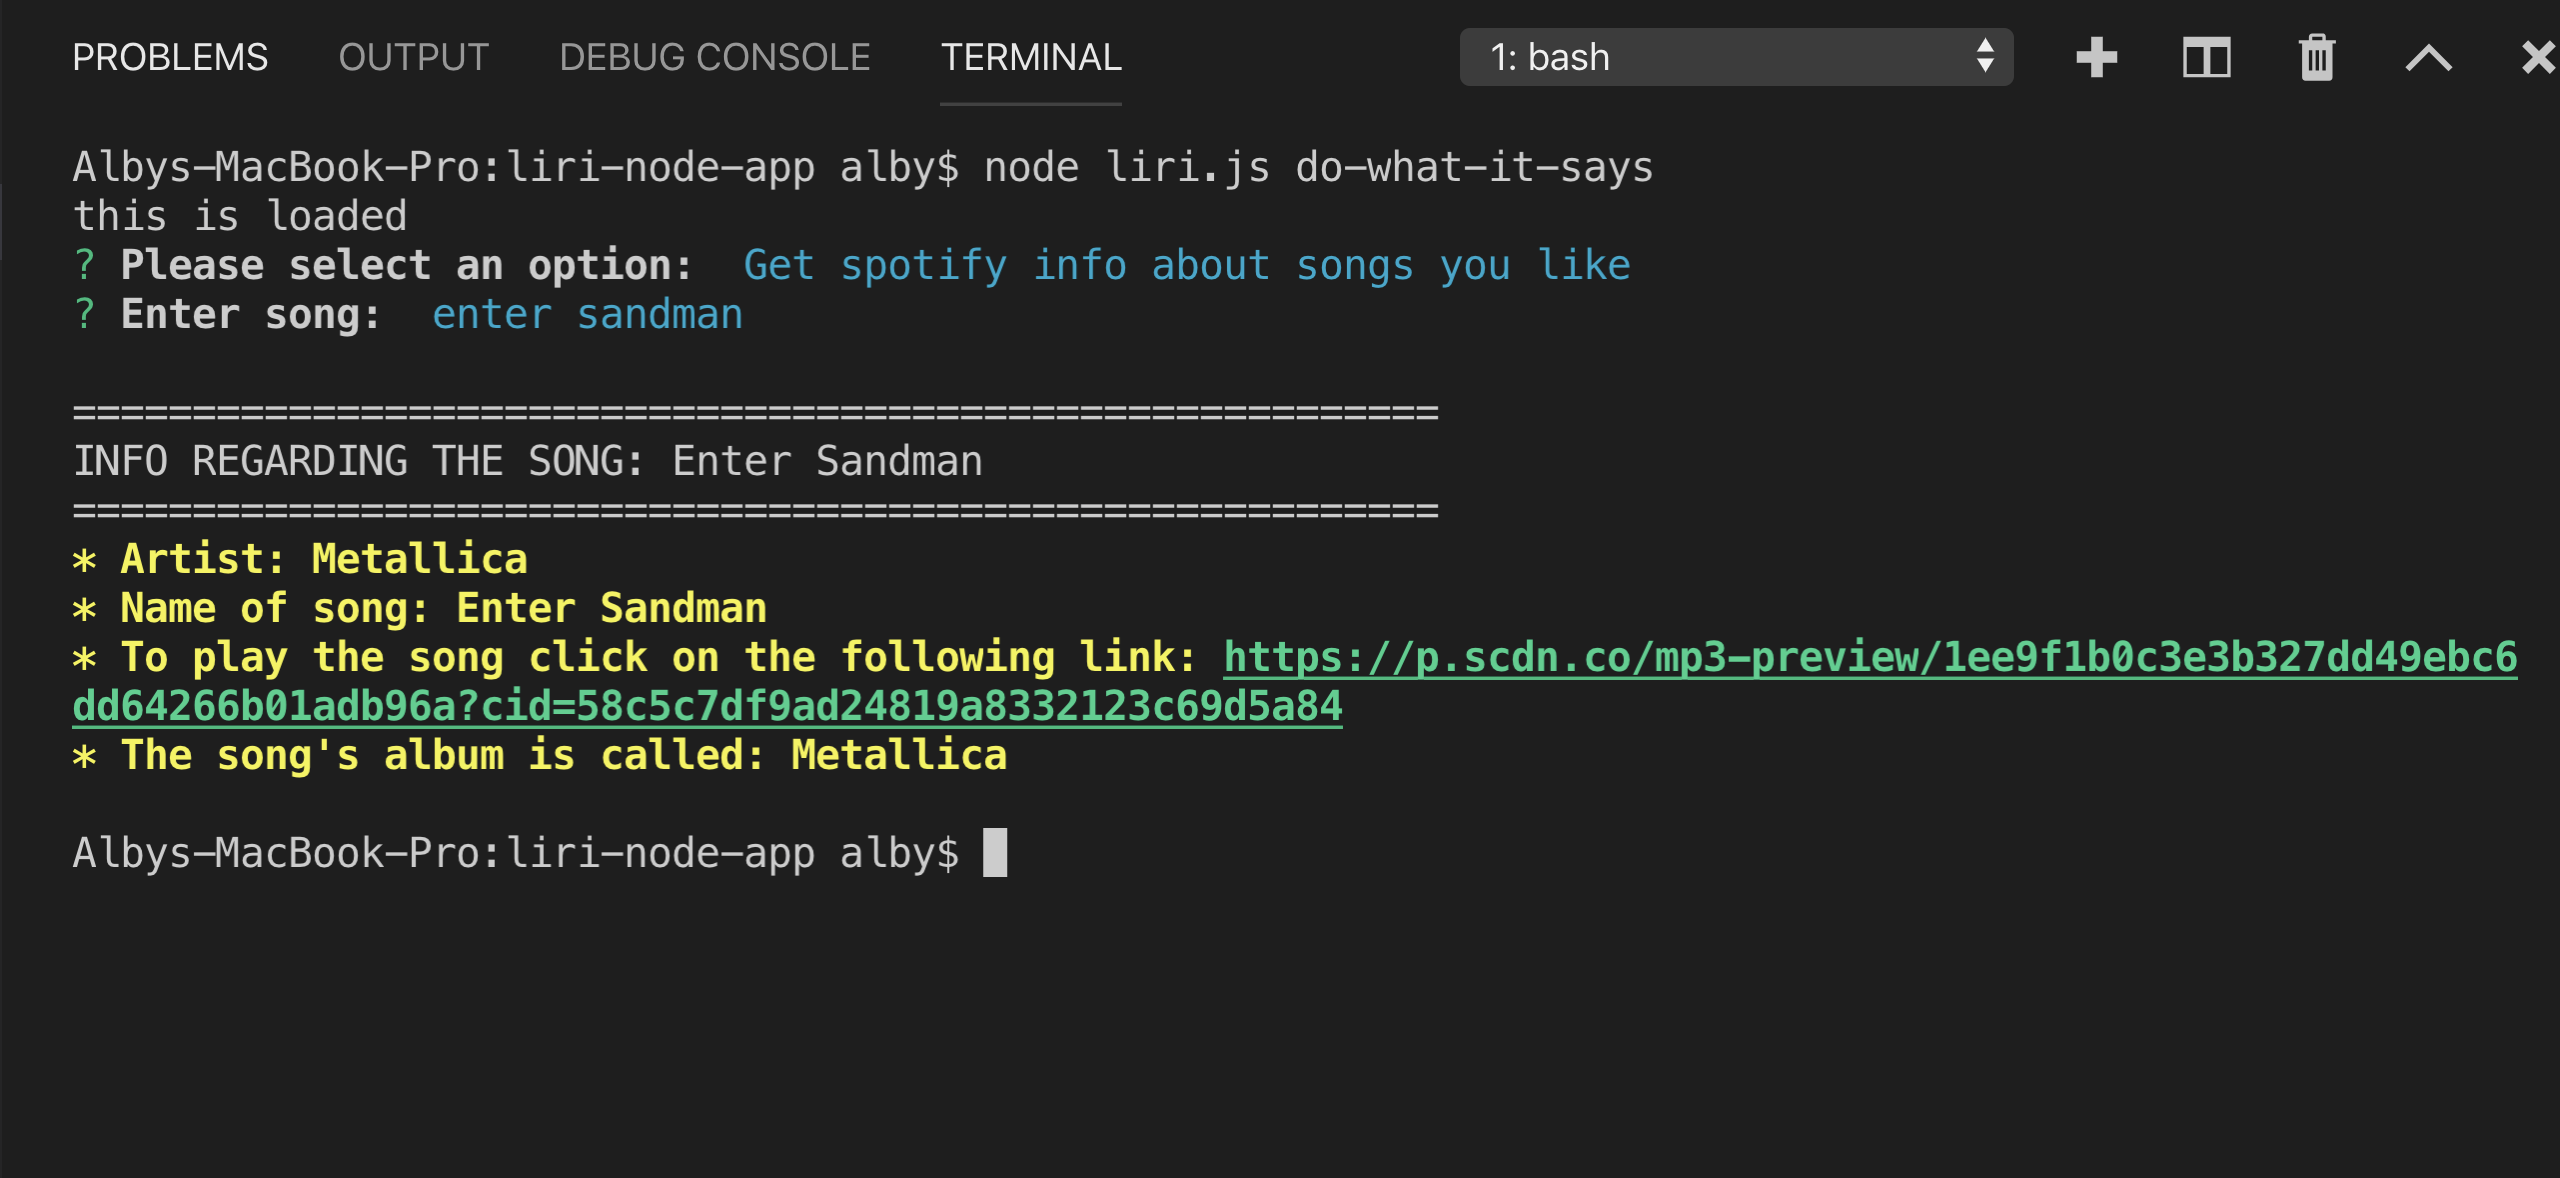 PROBLEMS OUTPUT DEBUG CONSOLE TERMINAL 1: bash
Albys-MacBook-Pro:liri-node-app alby$ node liri.js do-what-it-says
this is loaded
? Please select an option:  Get spotify info about songs you like
? Enter song:  enter sandman
=========================================================
INFO REGARDING THE SONG: Enter Sandman
=========================================================
* Artist: Metallica
* Name of song: Enter Sandman
* To play the song click on the following link: https://p.scdn.co/mp3-preview/1ee9f1b0c3e3b327dd49ebc6
dd64266b01adb96a?cid=58c5c7df9ad24819a8332123c69d5a84
* The song's album is called: Metallica
Albys-MacBook-Pro:liri-node-app alby$